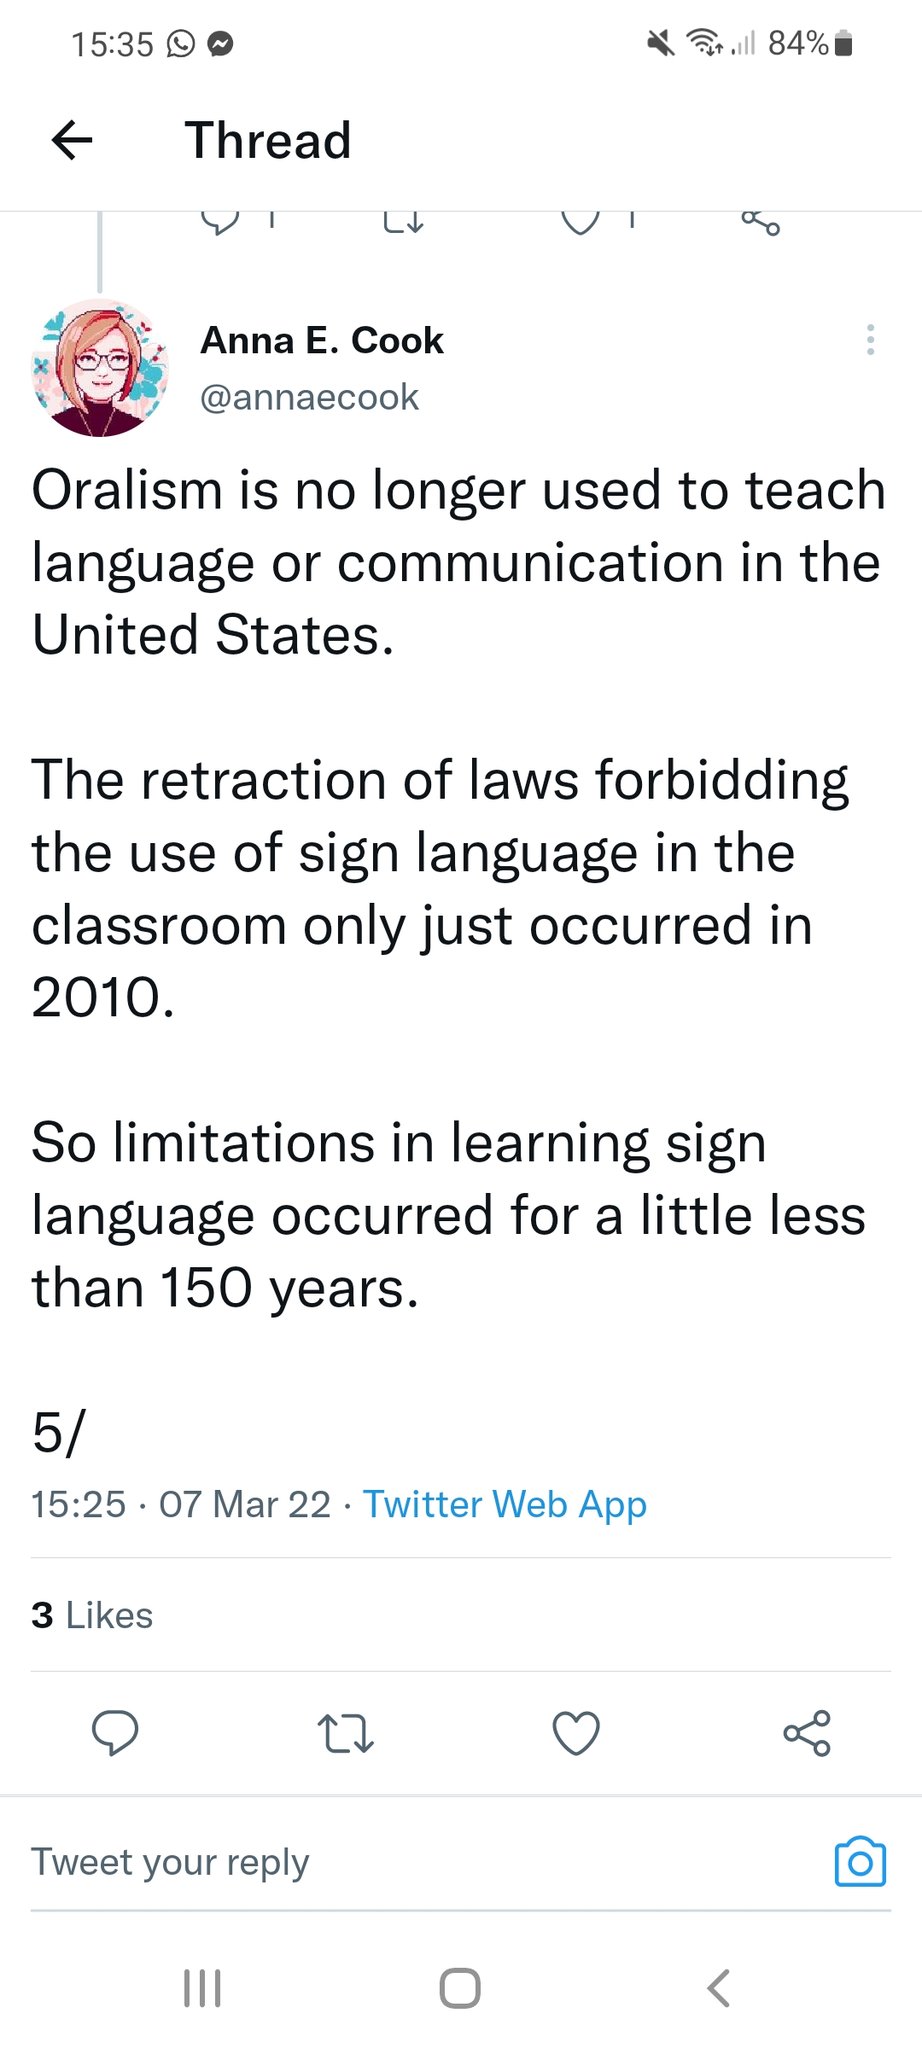 15:35
84%
Thread
1 1
Anna E. Cook
@annaecook
Oralism is no longer used to teach
language or communication in the
United States.
The retraction of laws forbidding
the use of sign language in the
classroom only just occurred in
2010.
So limitations in learning sign
language occurred for a little less
than 150 years.
5/
15:25 · 07 Mar 22 · Twitter Web App
3 Likes
Tweet your reply